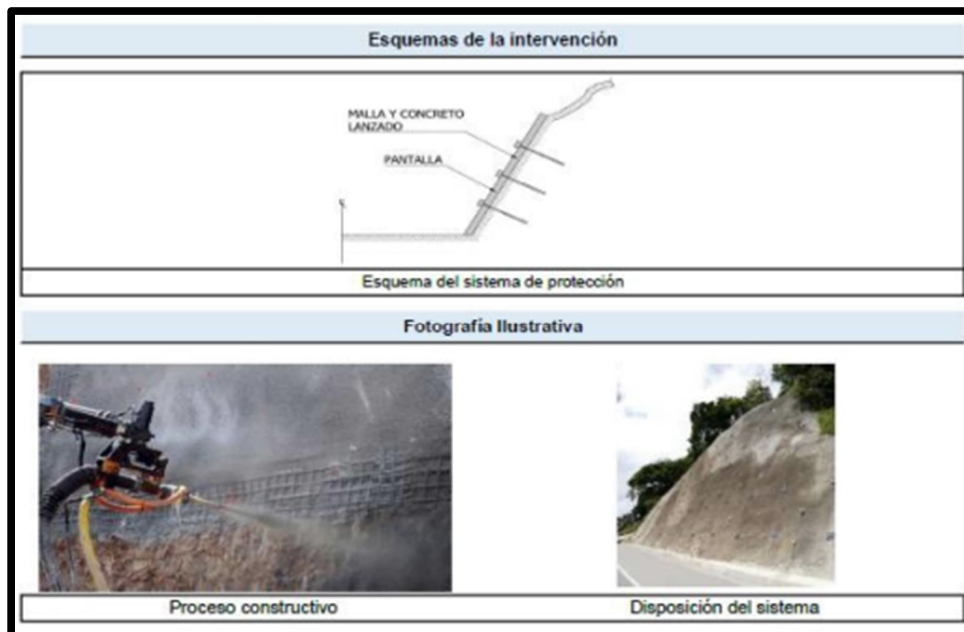 Esquemas de la intervención
MALLA Y CONCRETO
LANZADO
PANTALLA
Esquema del sistema de protección
Fotografía Ilustrativa
Proceso constructivo
Disposición del sistema